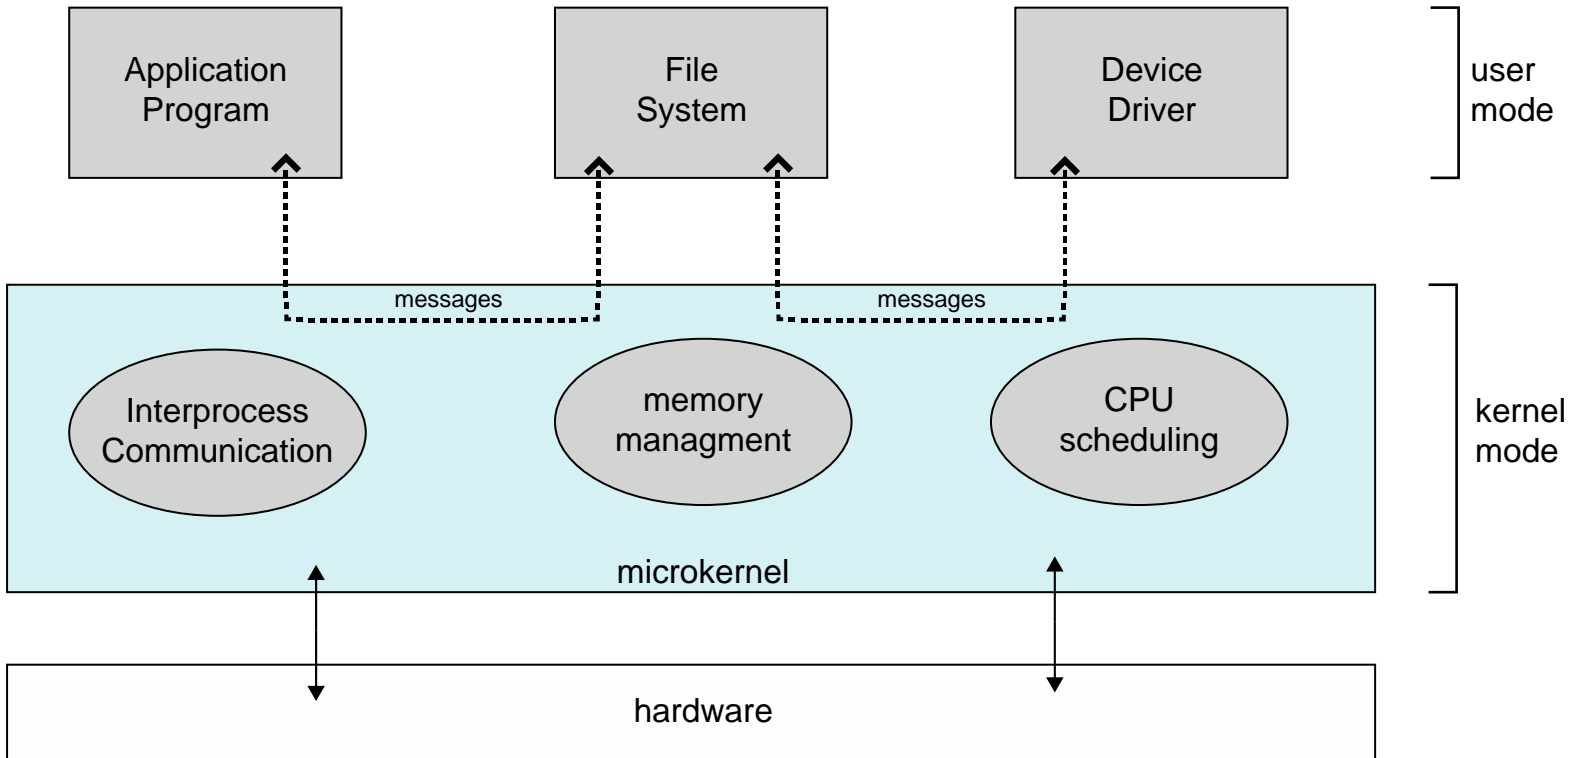 Application
Program
File
System
Device
Driver
user
mode
messages
messages
Interprocess
Communication
memory
managment
CPU
scheduling
kernel
mode
microkernel
hardware